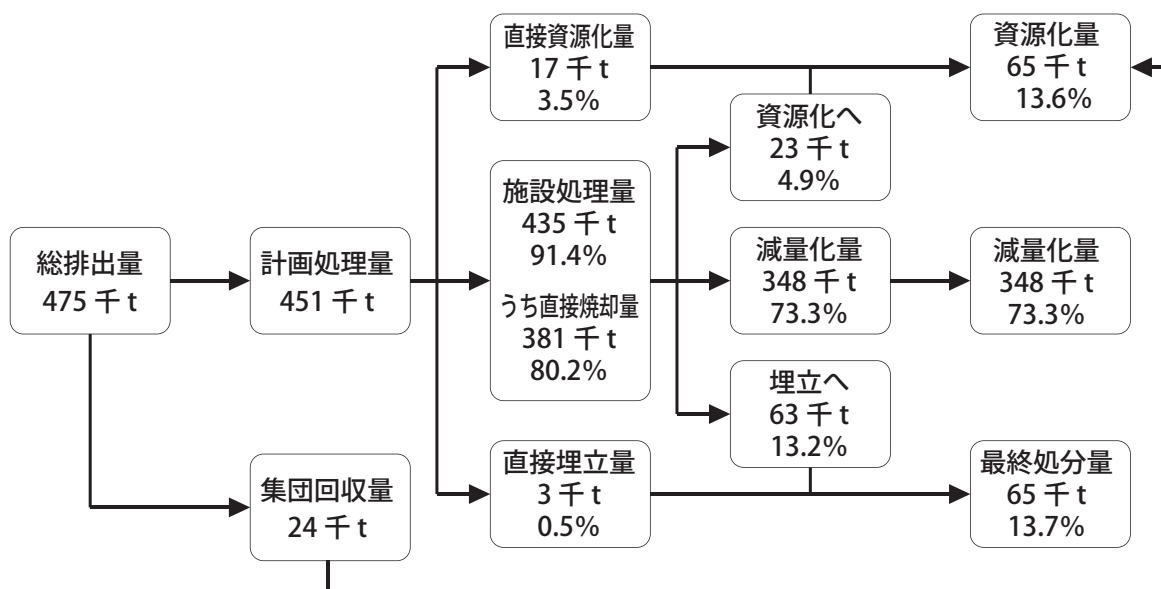 総排出量
475 千 t
計画処理量
451 千 t
集団回収量
24 千 t
直接資源化量
17 千 t
3.5%
施設処理量
435 千 t
91.4%
うち直接焼却量
381 千 t
80.2%
直接埋立量
3 千 t
0.5%
資源化へ
23 千 t
4.9%
減量化量
348 千 t
73.3%
埋立へ
63 千 t
13.2%
資源化量
65 千 t
13.6%
減量化量
348 千 t
73.3%
最終処分量
65 千 t
13.7%